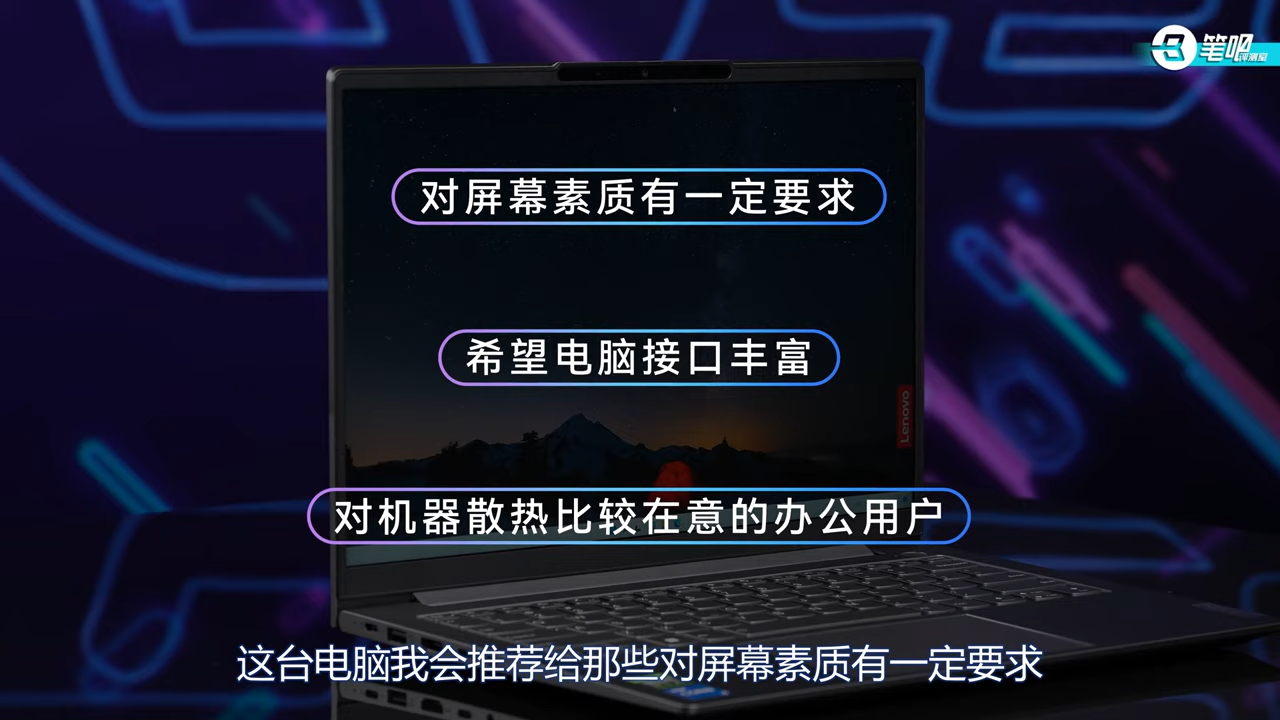 笔吧
评测室
对屏幕素质有一定要求
希望电脑接口丰富
Lenovo
对机器散热比较在意的办公用户
这台电脑我会推荐给那些对屏幕素质有一定要求